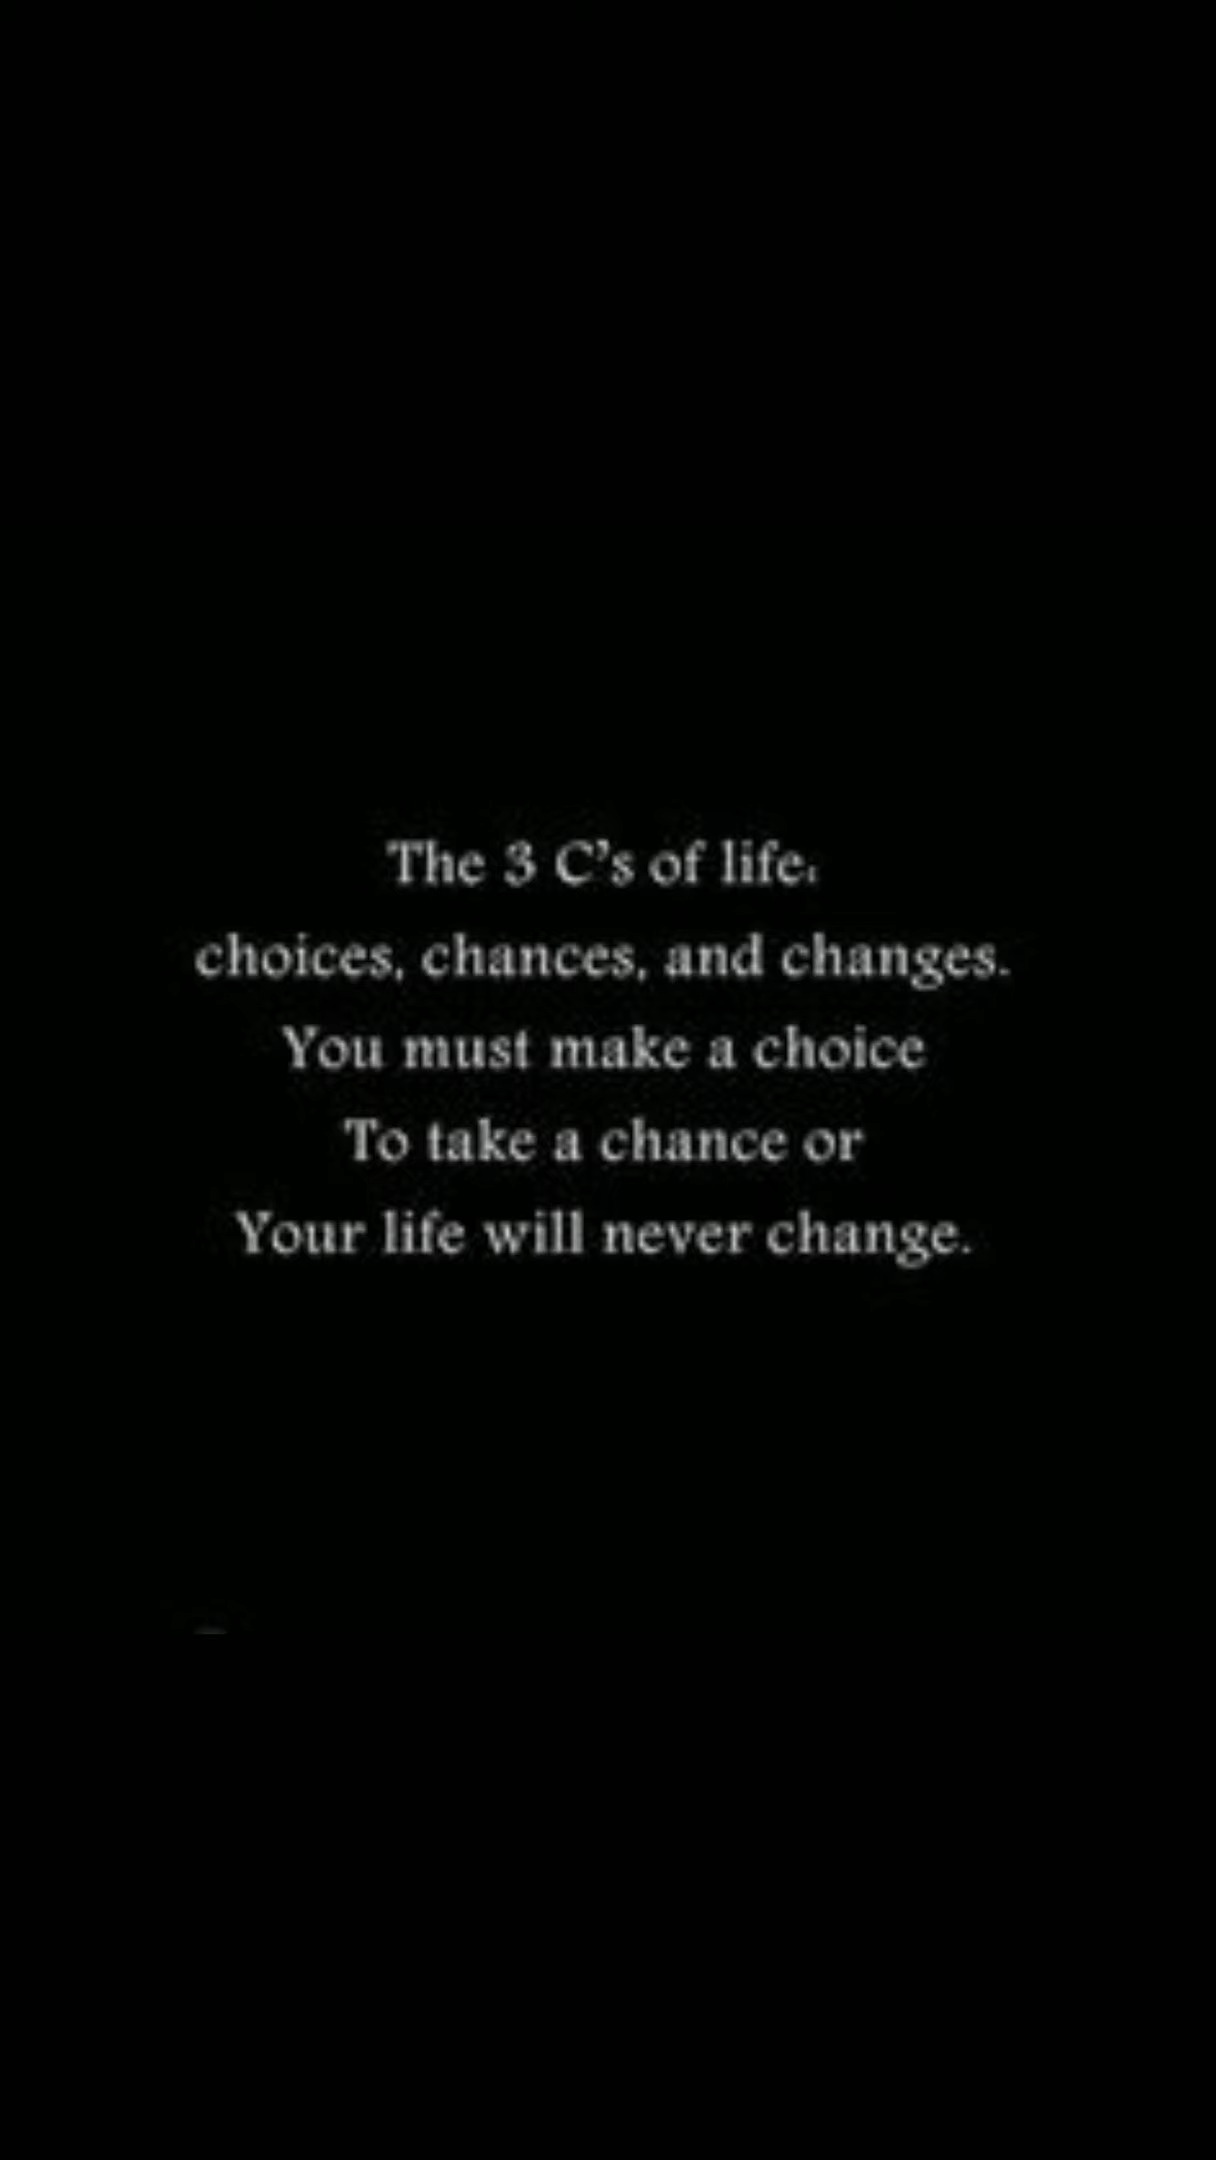 The 3 C's of life:
choices, chances, and changes.
You must make a choice
To take a chance or
Your life will never change.